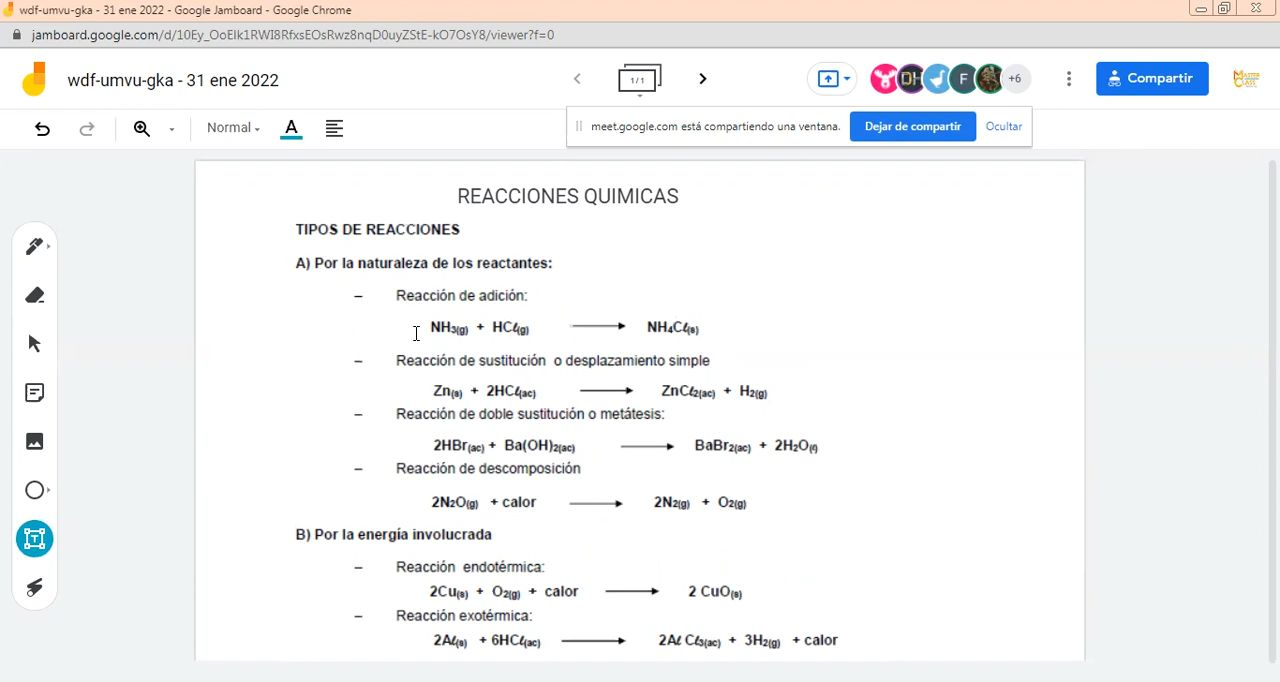 wdf-umvu-gka - 31 ene 2022 - Google Jamboard - Google Chrome
jamboard.google.com/d/10Ey_OoElk1RWI8RfxsEOsRwz8nqD0uyZStE-kO7OsY8/viewer?f=0
wdf-umvu-gka - 31 ene 2022
1/1
DH
F
+6
Compartir
MASTER CLASS
Normal
A
meet.google.com está compartiendo una ventana.
Dejar de compartir
Ocultar
REACCIONES QUIMICAS
TIPOS DE REACCIONES
A) Por la naturaleza de los reactantes:
– Reacción de adición:
NH₃(g) + HCℓ(g) ⟶ NH₄Cℓ(s)
– Reacción de sustitución o desplazamiento simple
Zn(s) + 2HCℓ(ac) ⟶ ZnCℓ₂(ac) + H₂(g)
– Reacción de doble sustitución o metátesis:
2HBr(ac) + Ba(OH)₂(ac) ⟶ BaBr₂(ac) + 2H₂O(ℓ)
– Reacción de descomposición
2N₂O(g) + calor ⟶ 2N₂(g) + O₂(g)
B) Por la energía involucrada
– Reacción endotérmica:
2Cu(s) + O₂(g) + calor ⟶ 2 CuO(s)
– Reacción exotérmica:
2Aℓ(s) + 6HCℓ(ac) ⟶ 2Aℓ Cℓ₃(ac) + 3H₂(g) + calor